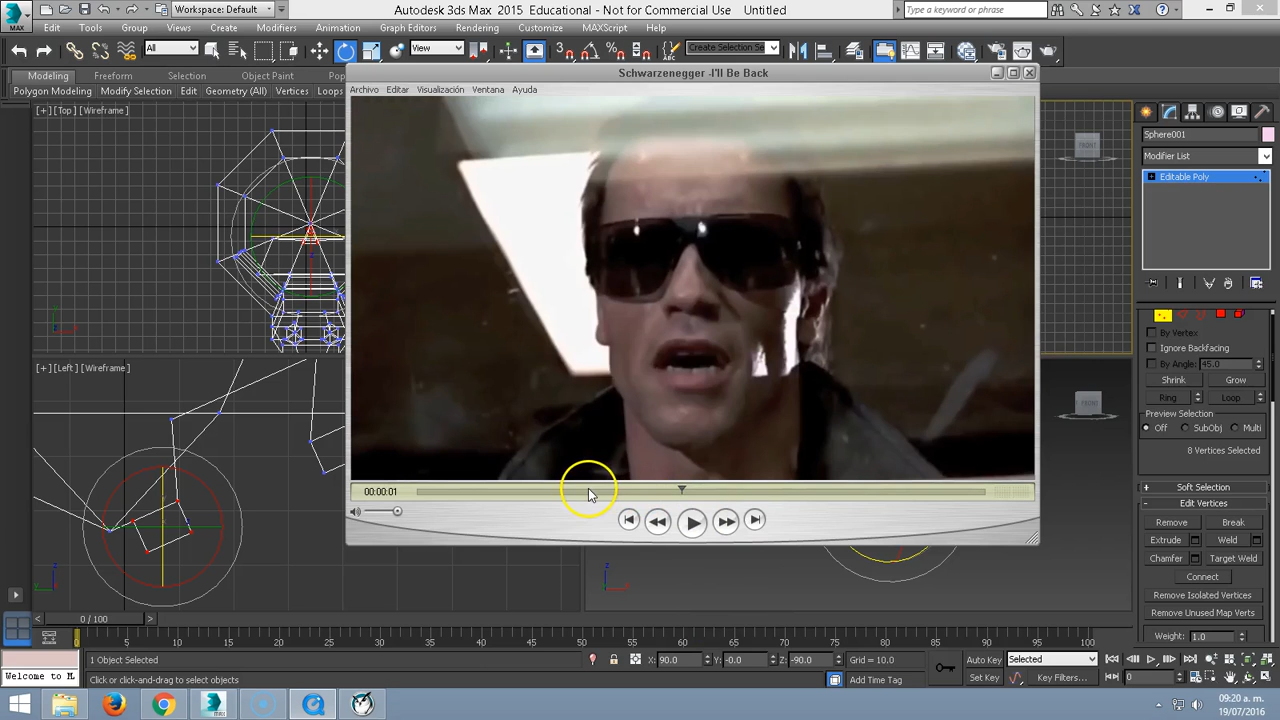 Workspace: Default
Autodesk 3ds Max 2015 Educational - Not for Commercial Use Untitled
Type a keyword or phrase
MAX
Edit Tools Group Views Create Modifiers Animation Graph Editors Rendering Customize MAXScript Help
All
View
Create Selection Se
Modeling Freeform Selection Object Paint
Polygon Modeling Modify Selection Edit Geometry (All) Vertices Loops
Schwarzenegger -I'll Be Back
Archivo Editar Visualización Ventana Ayuda
[+] [Top] [Wireframe]
FRONT
Sphere001
Modifier List
Editable Poly
By Vertex
Ignore Backfacing
By Angle: 45.0
Shrink Grow
Ring Loop
Preview Selection
Off SubObj Multi
8 Vertices Selected
Soft Selection
Edit Vertices
Remove Break
Extrude Weld
Chamfer Target Weld
Connect
Remove Isolated Vertices
Remove Unused Map Verts
Weight: 1.0
[+] [Left] [Wireframe]
FRONT
00:00:01
z
y
z
0 / 100
0 5 10 15 20 25 30 35 40 45 50 55 60 65 70 75 80 85 90 95 100
1 Object Selected
X: 90.0 Y: -0.0 Z: -90.0 Grid = 10.0
Auto Key Selected
Welcome to M
Click or click-and-drag to select objects
Add Time Tag
Set Key Key Filters...
0
09:20 a. m.
19/07/2016